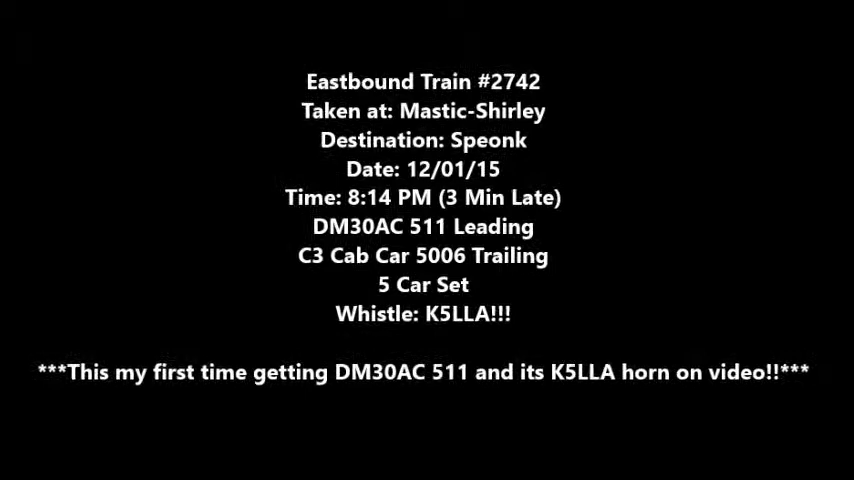 Eastbound Train #2742
Taken at: Mastic-Shirley
Destination: Speonk
Date: 12/01/15
Time: 8:14 PM (3 Min Late)
DM30AC 511 Leading
C3 Cab Car 5006 Trailing
5 Car Set
Whistle: K5LLA!!!
***This my first time getting DM30AC 511 and its K5LLA horn on video!!***